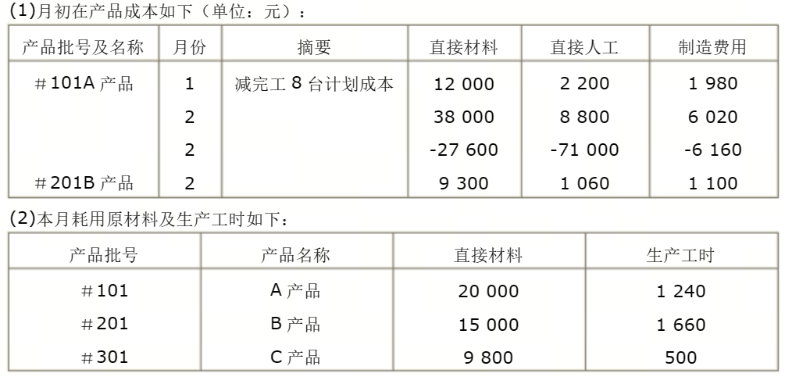 (1)月初在产品成本如下（单位：元）：
产品批号及名称 月份 摘要 直接材料 直接人工 制造费用
＃101A 产品 1 减完工 8 台计划成本 12 000 2 200 1 980
2 38 000 8 800 6 020
2 -27 600 -71 000 -6 160
＃201B 产品 2 9 300 1 060 1 100
(2)本月耗用原材料及生产工时如下：
产品批号 产品名称 直接材料 生产工时
＃101 A 产品 20 000 1 240
＃201 B 产品 15 000 1 660
＃301 C 产品 9 800 500